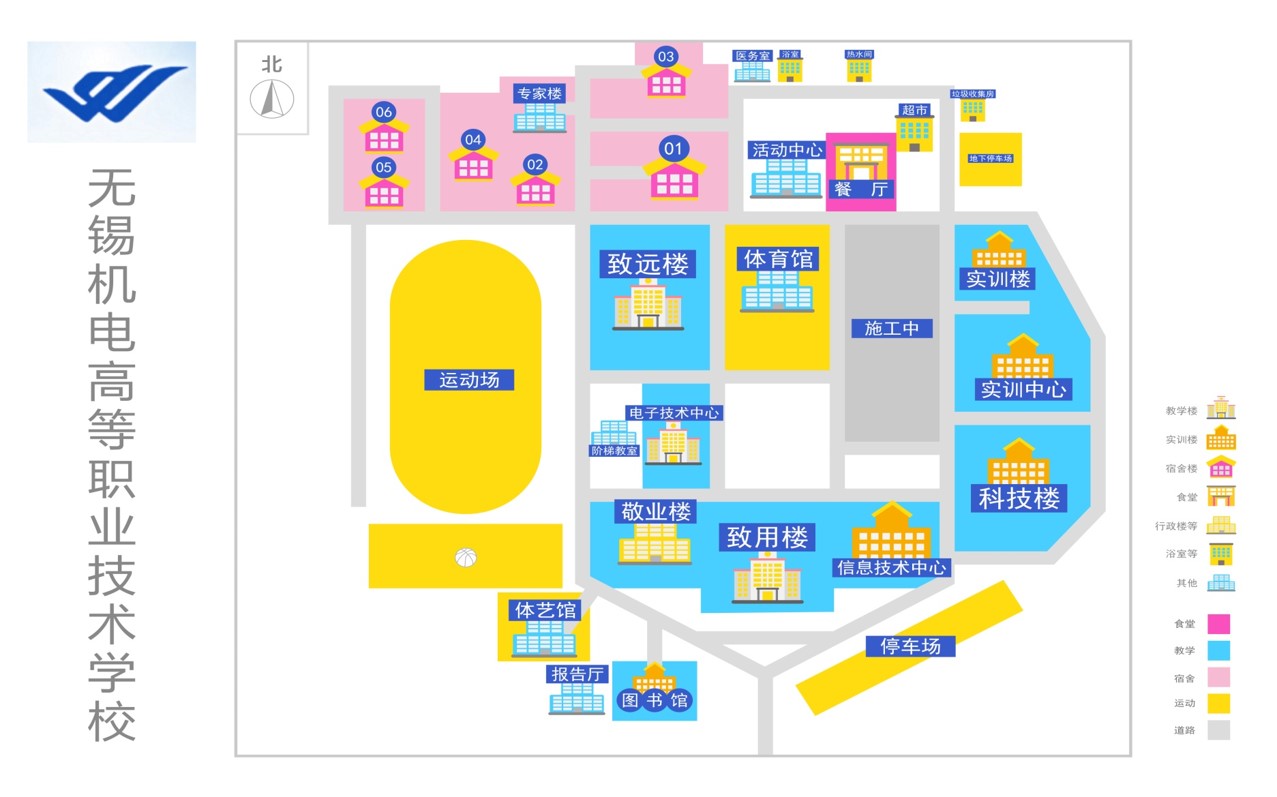 无锡机电高等职业技术学校
北
03
医务室
浴室
热水间
专家楼
垃圾收集房
06
超市
04
01
活动中心
地下停车场
05
02
餐 厅
致远楼
体育馆
实训楼
施工中
运动场
实训中心
电子技术中心
阶梯教室
科技楼
敬业楼
致用楼
信息技术中心
体艺馆
停车场
报告厅
图书馆
教学楼
实训楼
宿舍楼
食堂
行政楼等
浴室等
其他
食堂
教学
宿舍
运动
道路